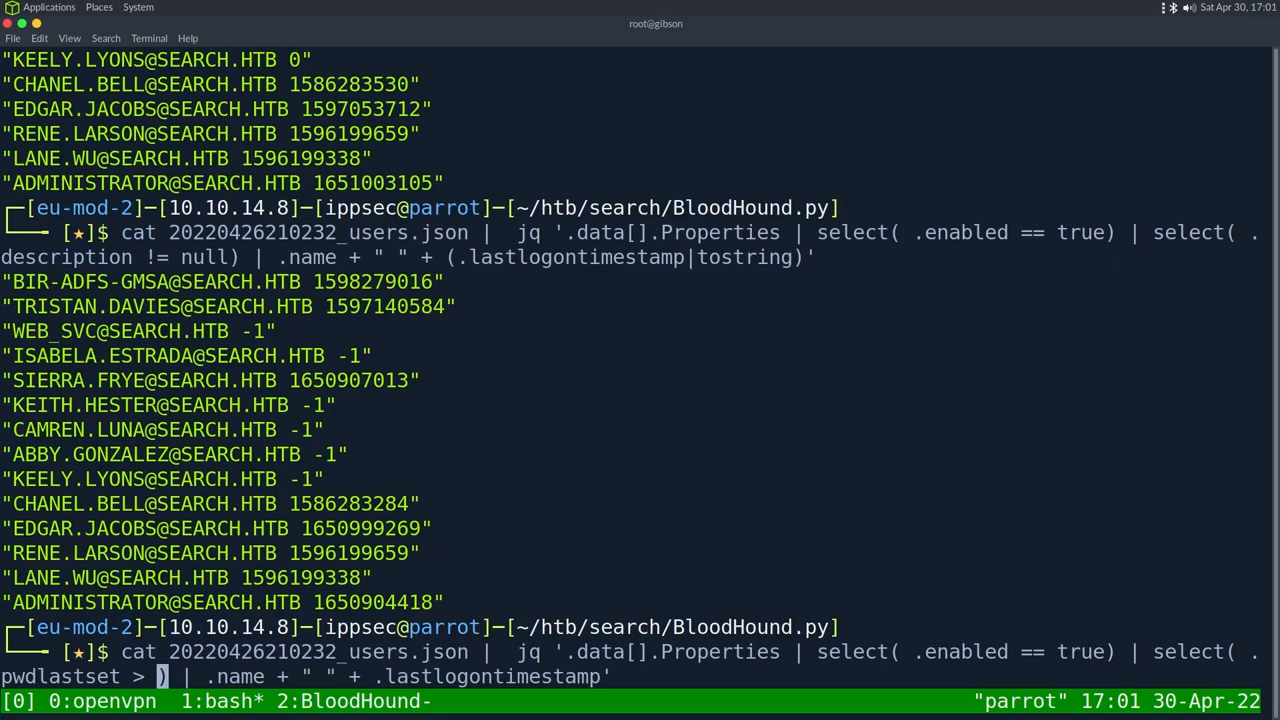 Applications Places System Sat Apr 30, 17:01
root@gibson
File Edit View Search Terminal Help
"KEELY.LYONS@SEARCH.HTB 0"
"CHANEL.BELL@SEARCH.HTB 1586283530"
"EDGAR.JACOBS@SEARCH.HTB 1597053712"
"RENE.LARSON@SEARCH.HTB 1596199659"
"LANE.WU@SEARCH.HTB 1596199338"
"ADMINISTRATOR@SEARCH.HTB 1651003105"
┌─[eu-mod-2]─[10.10.14.8]─[ippsec@parrot]─[~/htb/search/BloodHound.py]
└──╼ [★]$ cat 20220426210232_users.json |  jq '.data[].Properties | select( .enabled == true) | select( .
description != null) | .name + " " + (.lastlogontimestamp|tostring)'
"BIR-ADFS-GMSA@SEARCH.HTB 1598279016"
"TRISTAN.DAVIES@SEARCH.HTB 1597140584"
"WEB_SVC@SEARCH.HTB -1"
"ISABELA.ESTRADA@SEARCH.HTB -1"
"SIERRA.FRYE@SEARCH.HTB 1650907013"
"KEITH.HESTER@SEARCH.HTB -1"
"CAMREN.LUNA@SEARCH.HTB -1"
"ABBY.GONZALEZ@SEARCH.HTB -1"
"KEELY.LYONS@SEARCH.HTB -1"
"CHANEL.BELL@SEARCH.HTB 1586283284"
"EDGAR.JACOBS@SEARCH.HTB 1650999269"
"RENE.LARSON@SEARCH.HTB 1596199659"
"LANE.WU@SEARCH.HTB 1596199338"
"ADMINISTRATOR@SEARCH.HTB 1650904418"
┌─[eu-mod-2]─[10.10.14.8]─[ippsec@parrot]─[~/htb/search/BloodHound.py]
└──╼ [★]$ cat 20220426210232_users.json |  jq '.data[].Properties | select( .enabled == true) | select( .
pwdlastset > ) | .name + " " + .lastlogontimestamp'
[0] 0:openvpn  1:bash* 2:BloodHound- "parrot" 17:01 30-Apr-22